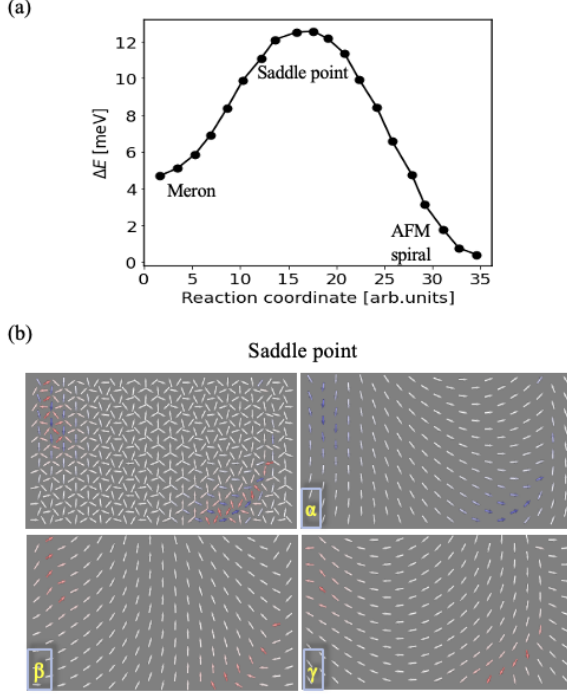 (a)
12
10
8
6
4
2
0
ΔE [meV]
Saddle point
Meron
AFM
spiral
0 5 10 15 20 25 30 35
Reaction coordinate [arb.units]
(b)
Saddle point
α
β
γ